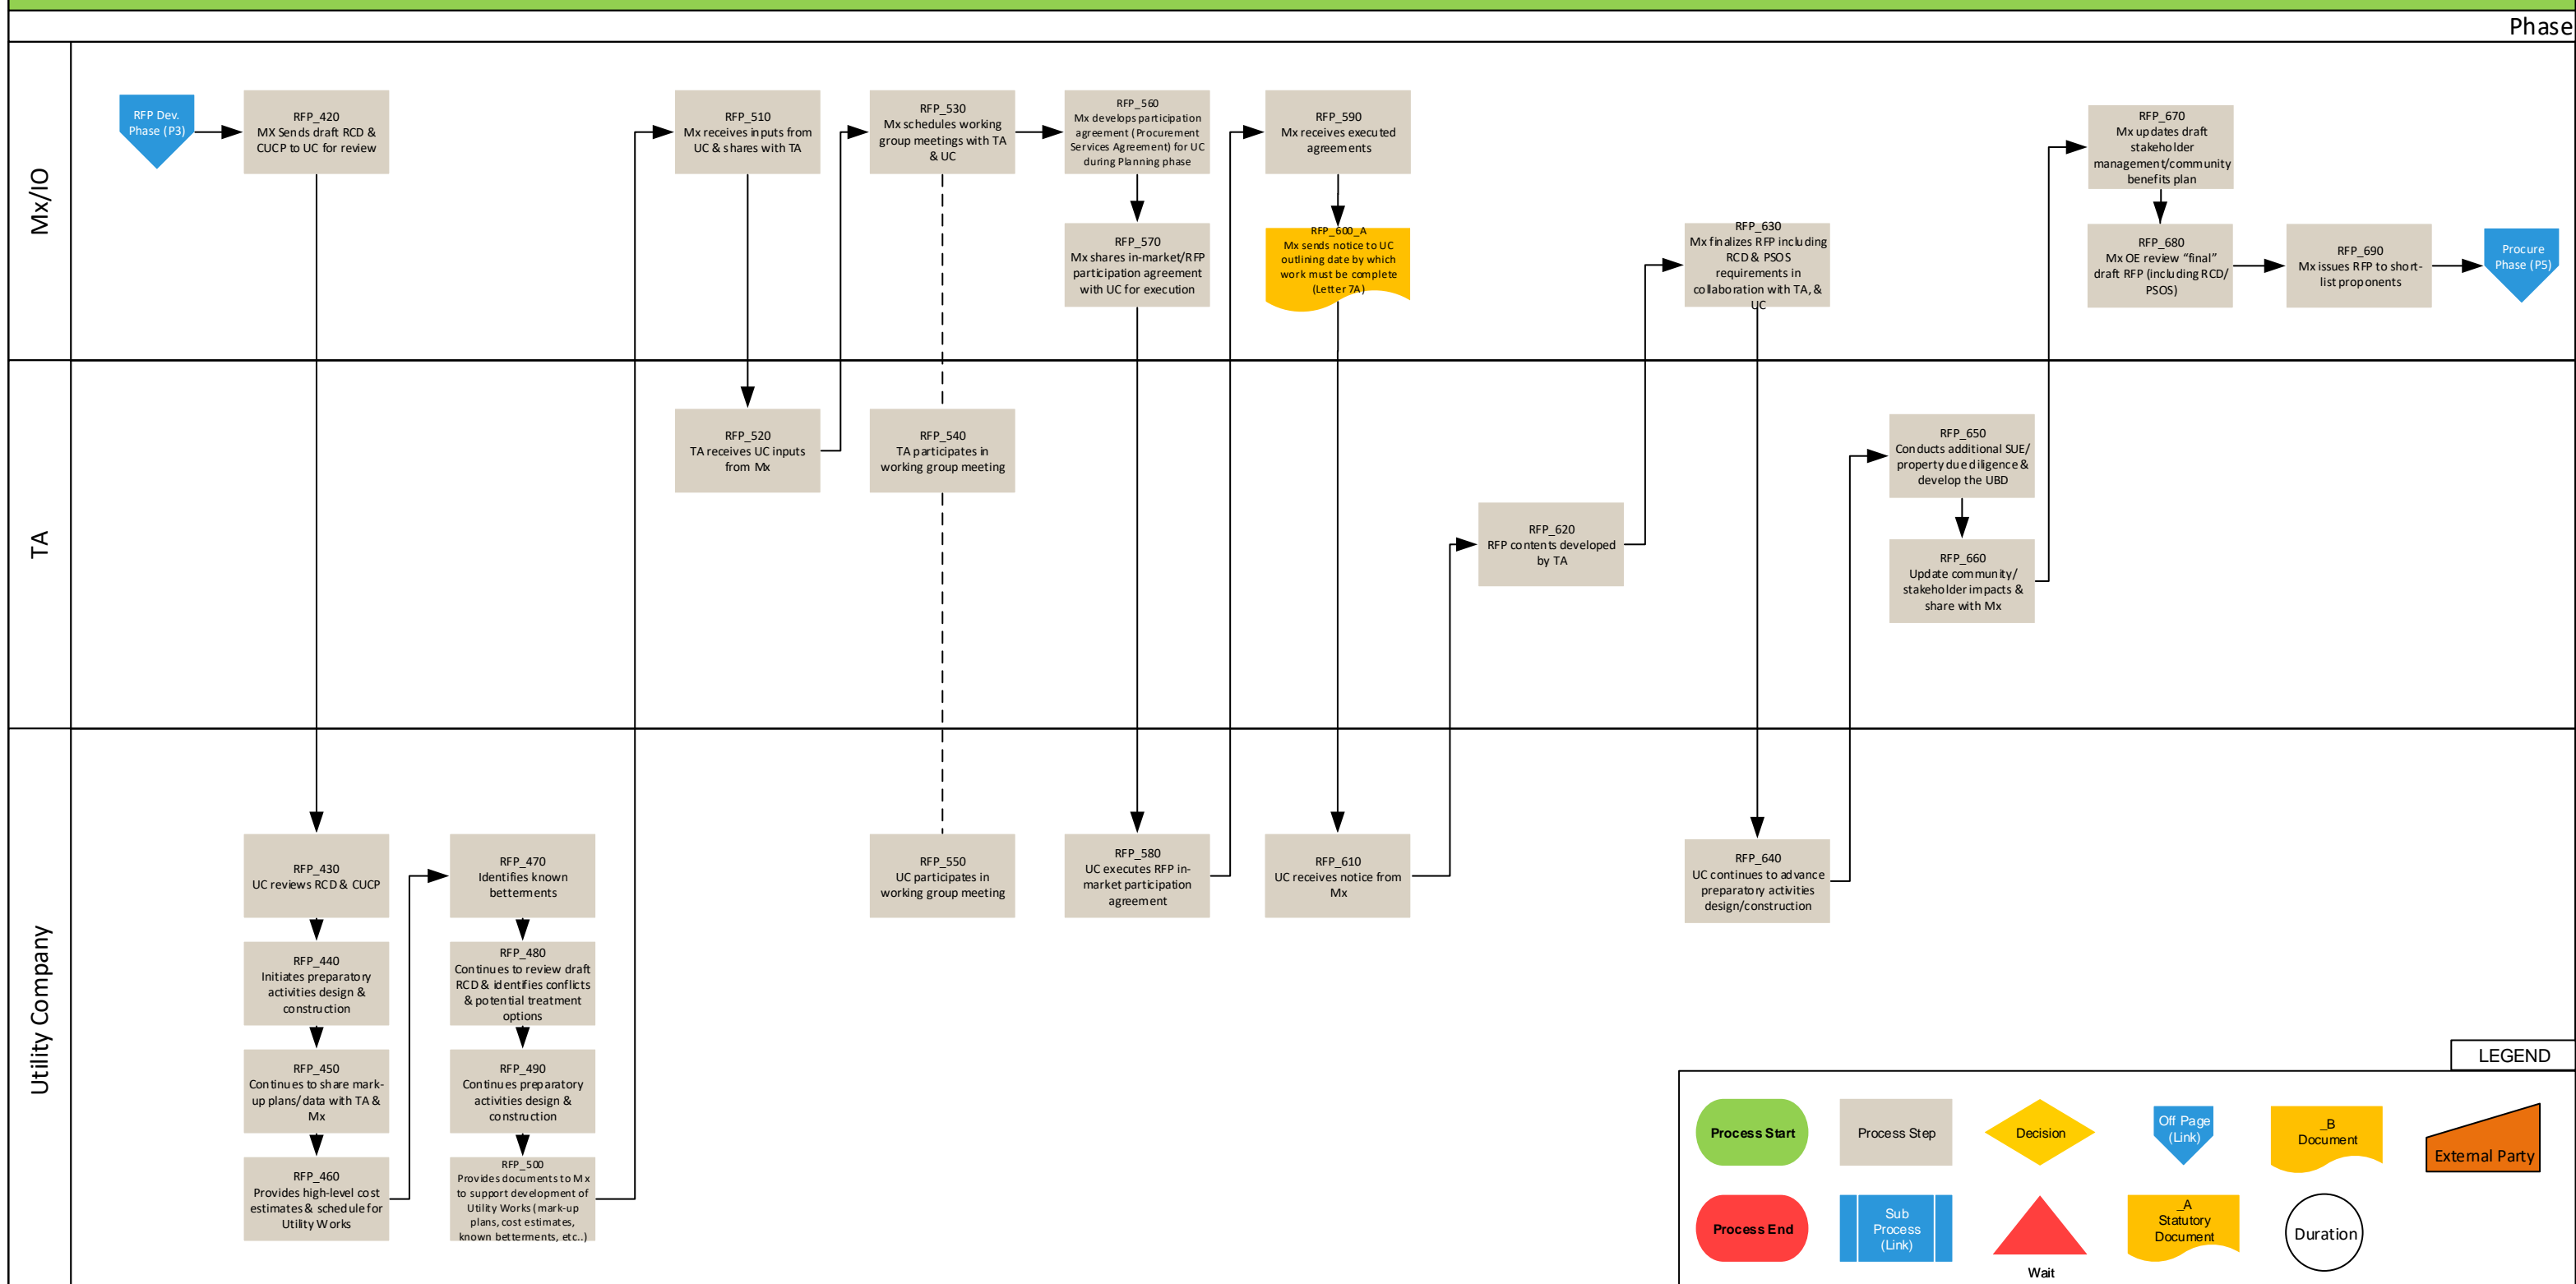 Phase
Mx/IO
RFP Dev.
Phase (P3)
RFP_420
MX Sends draft RCD &
CUCP to UC for review
RFP_510
Mx receives inputs from
UC & shares with TA
RFP_530
Mx schedules working
group meetings with TA
& UC
RFP_560
Mx develops participation
agreement (Procurement
Services Agreement) for UC
during Planning phase
RFP_590
Mx receives executed
agreements
RFP_670
Mx updates draft
stakeholder
management/community
benefits plan
RFP_570
Mx shares in-market/RFP
participation agreement
with UC for execution
RFP_600_A
Mx sends notice to UC
outlining date by which
work must be complete
(Letter 7A)
RFP_630
Mx finalizes RFP including
RCD & PSOS
requirements in
collaboration with TA, &
UC
RFP_680
Mx OE review “final”
draft RFP (including RCD/
PSOS)
RFP_690
Mx issues RFP to short-
list proponents
Procure
Phase (P5)
TA
RFP_520
TA receives UC inputs
from Mx
RFP_540
TA participates in
working group meeting
RFP_620
RFP contents developed
by TA
RFP_650
Conducts additional SUE/
property due diligence &
develop the UBD
RFP_660
Update community/
stakeholder impacts &
share with Mx
Utility Company
RFP_430
UC reviews RCD & CUCP
RFP_440
Initiates preparatory
activities design &
construction
RFP_450
Continues to share mark-
up plans/data with TA &
Mx
RFP_460
Provides high-level cost
estimates & schedule for
Utility Works
RFP_470
Identifies known
betterments
RFP_480
Continues to review draft
RCD & identifies conflicts
& potential treatment
options
RFP_490
Continues preparatory
activities design &
construction
RFP_500
Provides documents to Mx
to support development of
Utility Works (mark-up
plans, cost estimates,
known betterments, etc..)
RFP_550
UC participates in
working group meeting
RFP_580
UC executes RFP in-
market participation
agreement
RFP_610
UC receives notice from
Mx
RFP_640
UC continues to advance
preparatory activities
design/construction
LEGEND
Process Start
Process Step
Decision
Off Page
(Link)
_B
Document
External Party
Process End
Sub
Process
(Link)
Wait
_A
Statutory
Document
Duration